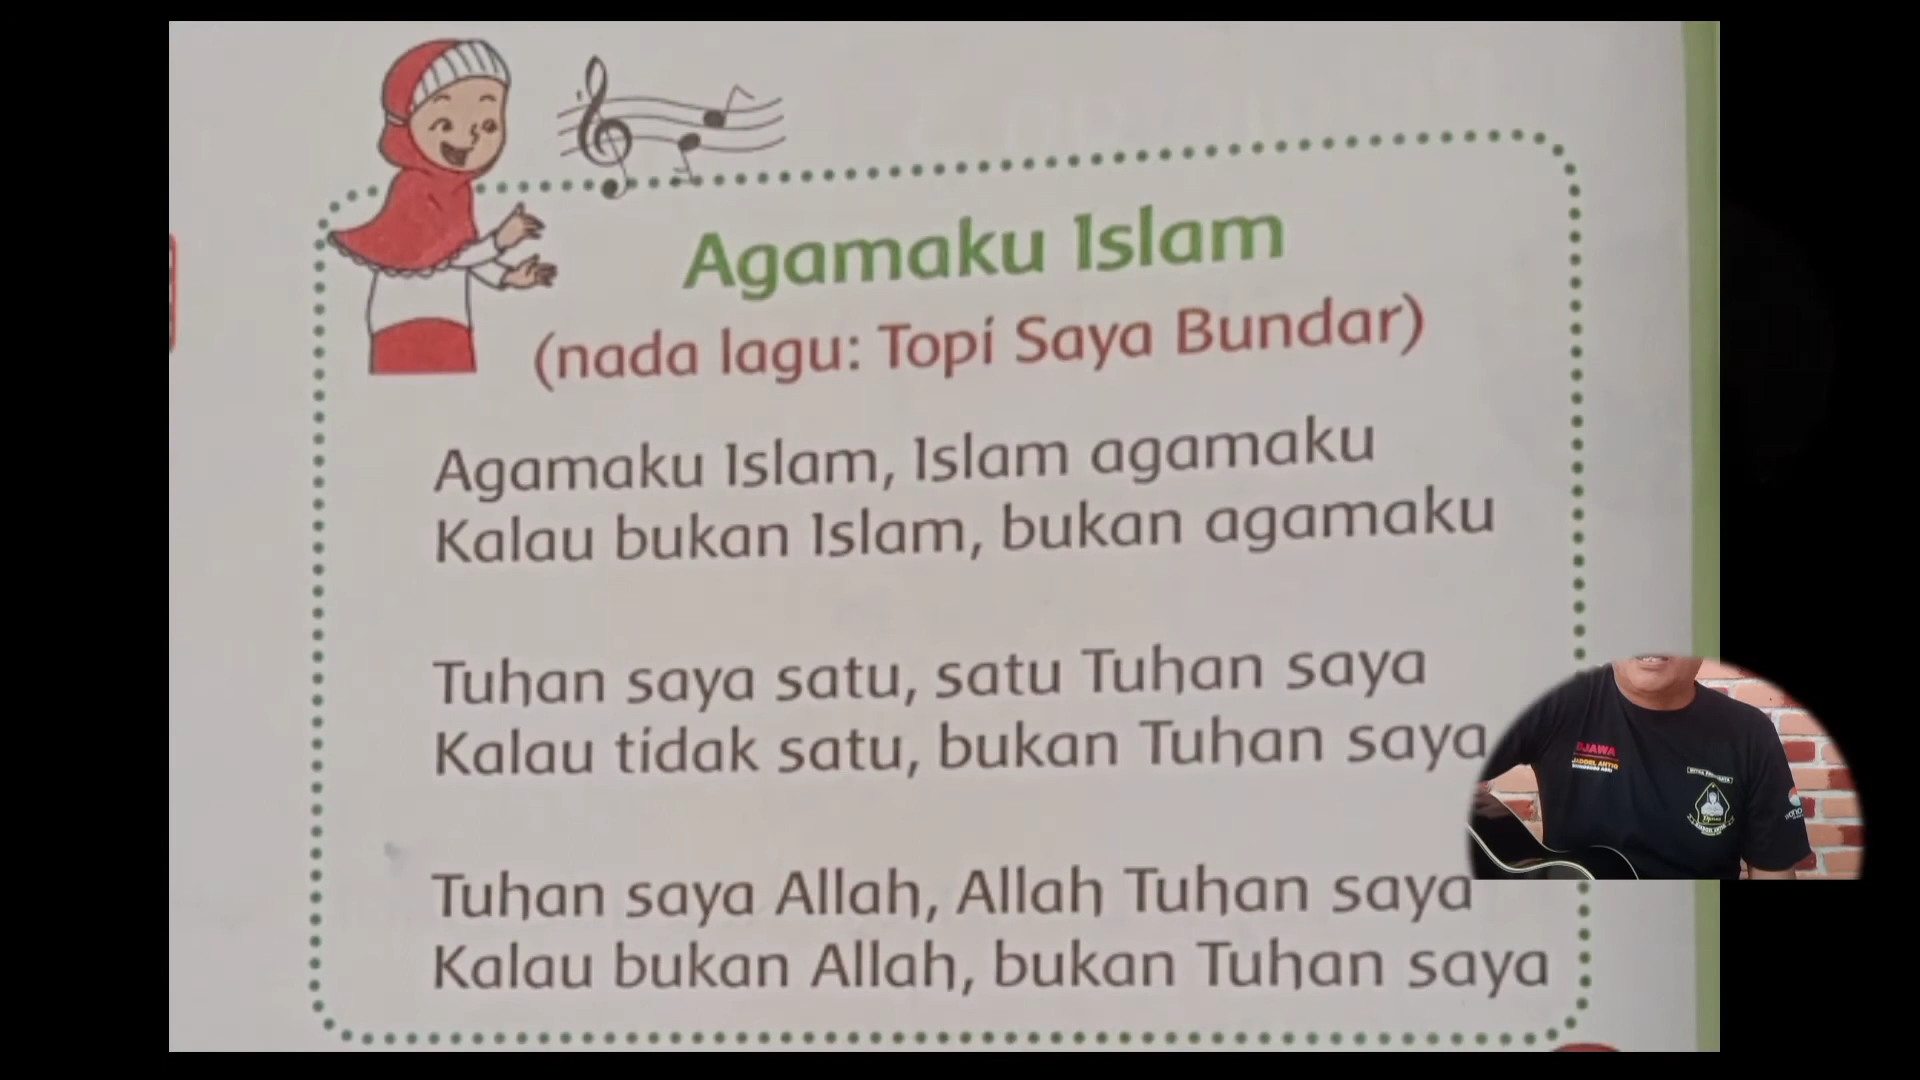 Agamaku Islam
(nada lagu: Topi Saya Bundar)
Agamaku Islam, Islam agamaku
Kalau bukan Islam, bukan agamaku
Tuhan saya satu, satu Tuhan saya
Kalau tidak satu, bukan Tuhan saya
Tuhan saya Allah, Allah Tuhan saya
Kalau bukan Allah, bukan Tuhan saya
JADOEL ANTIQ